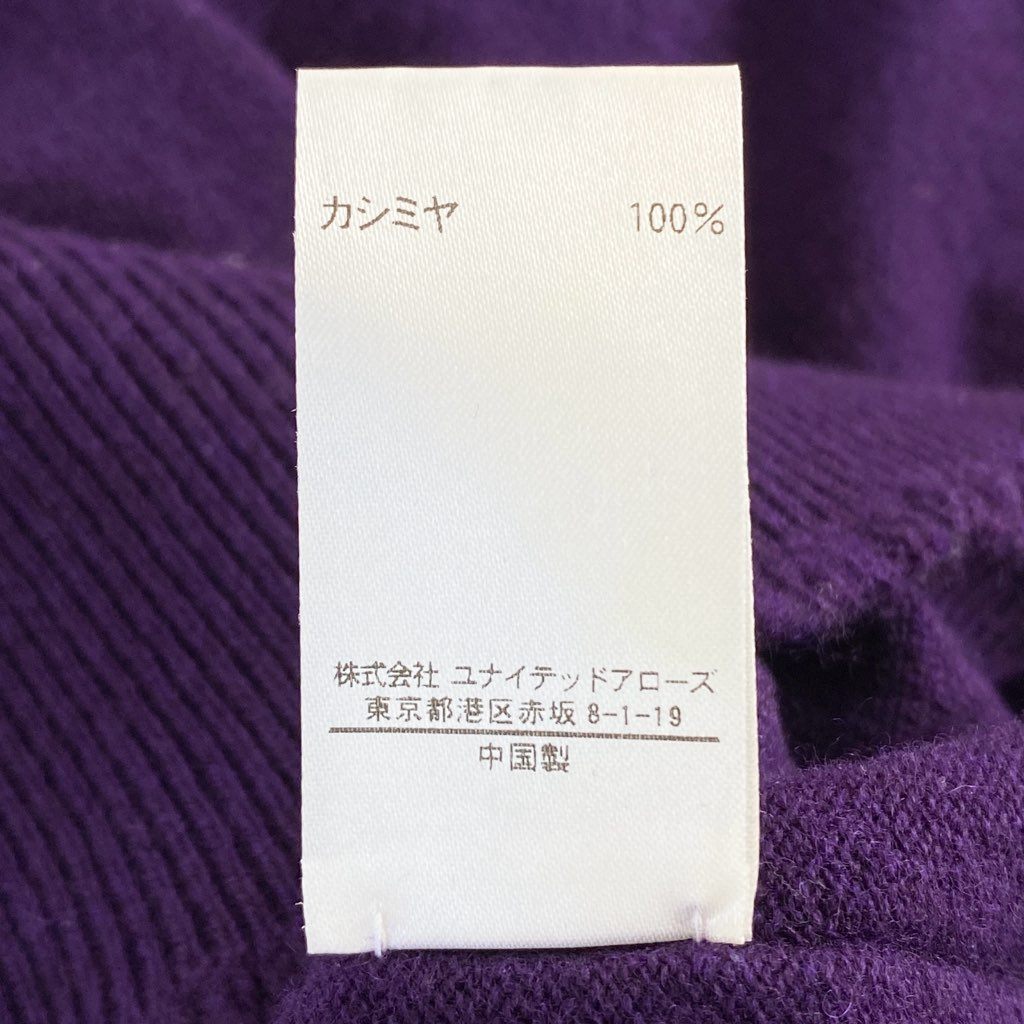 カシミヤ 100%
株式会社 ユナイテッドアローズ
東京都港区赤坂 8-1-19
中国製